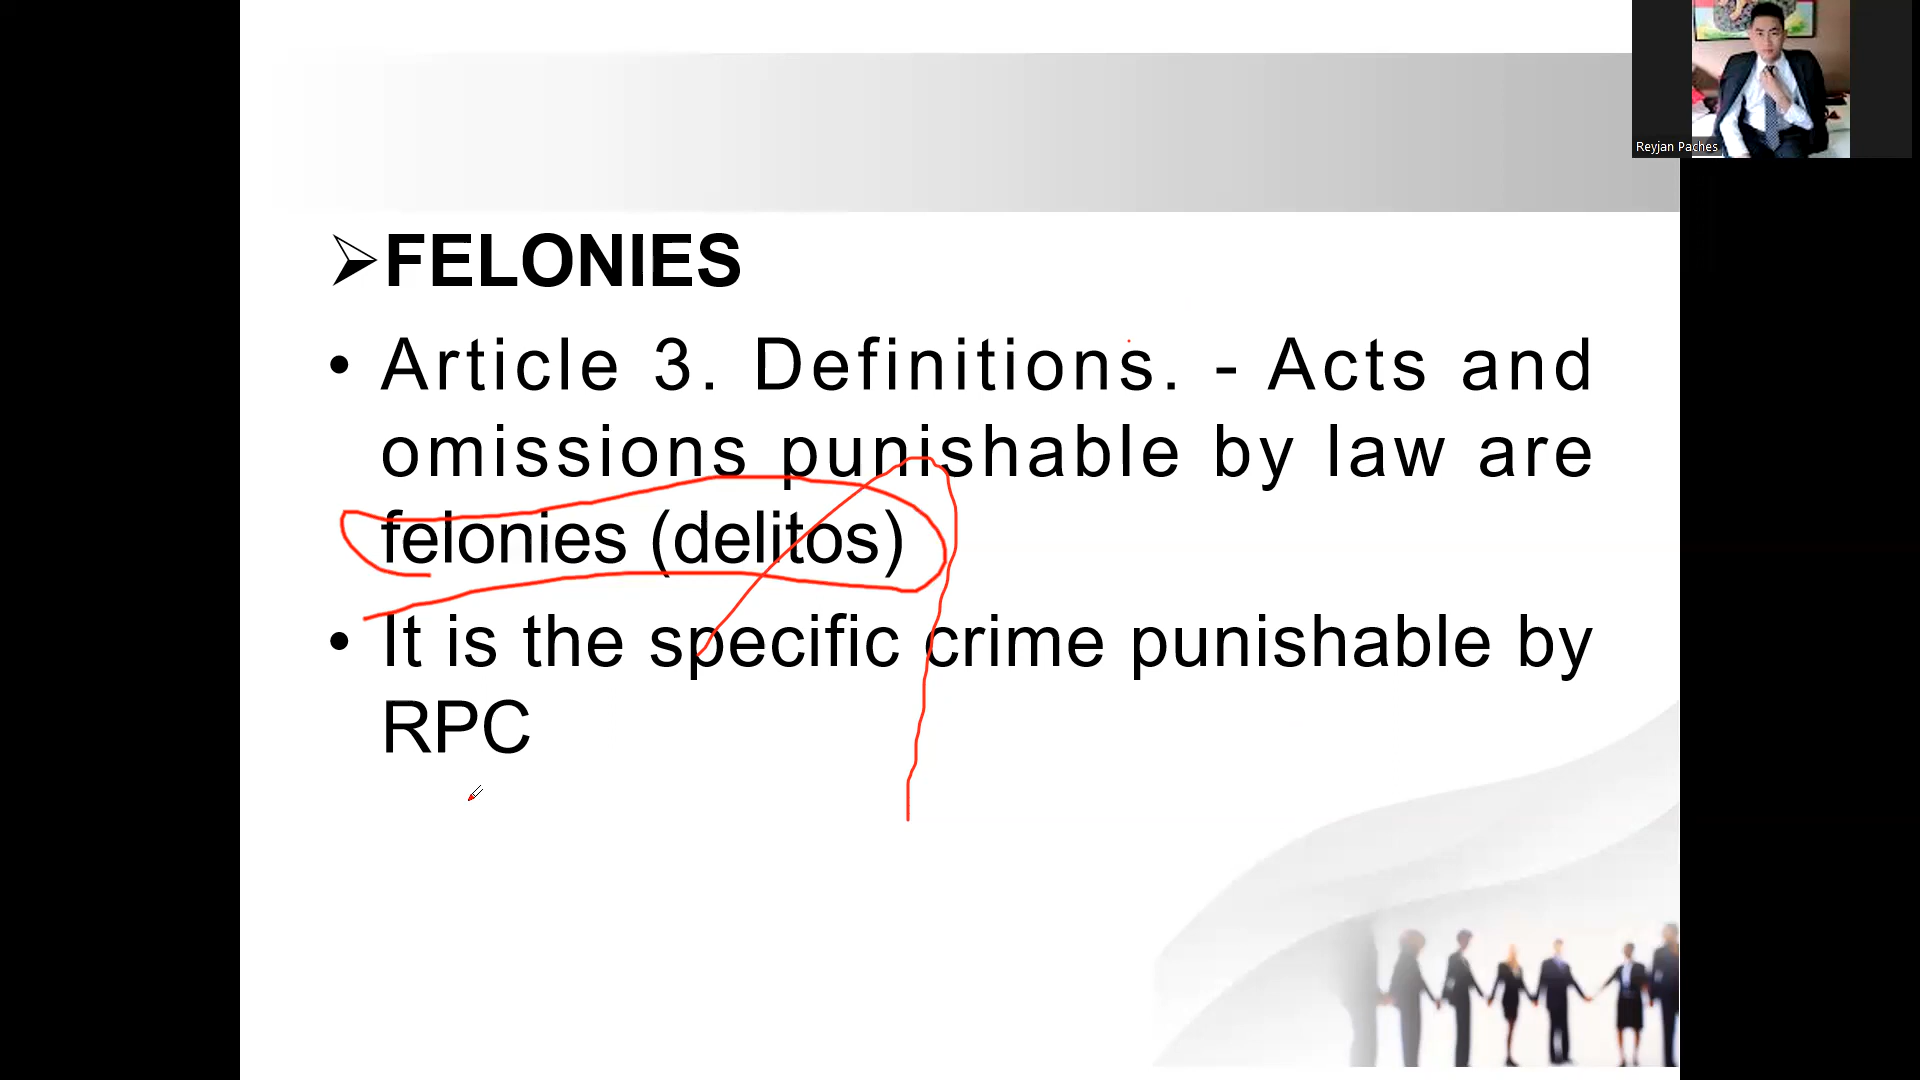 Reyjan Paches
FELONIES
• Article 3. Definitions. - Acts and
omissions punishable by law are
felonies (delitos)
• It is the specific crime punishable by
RPC